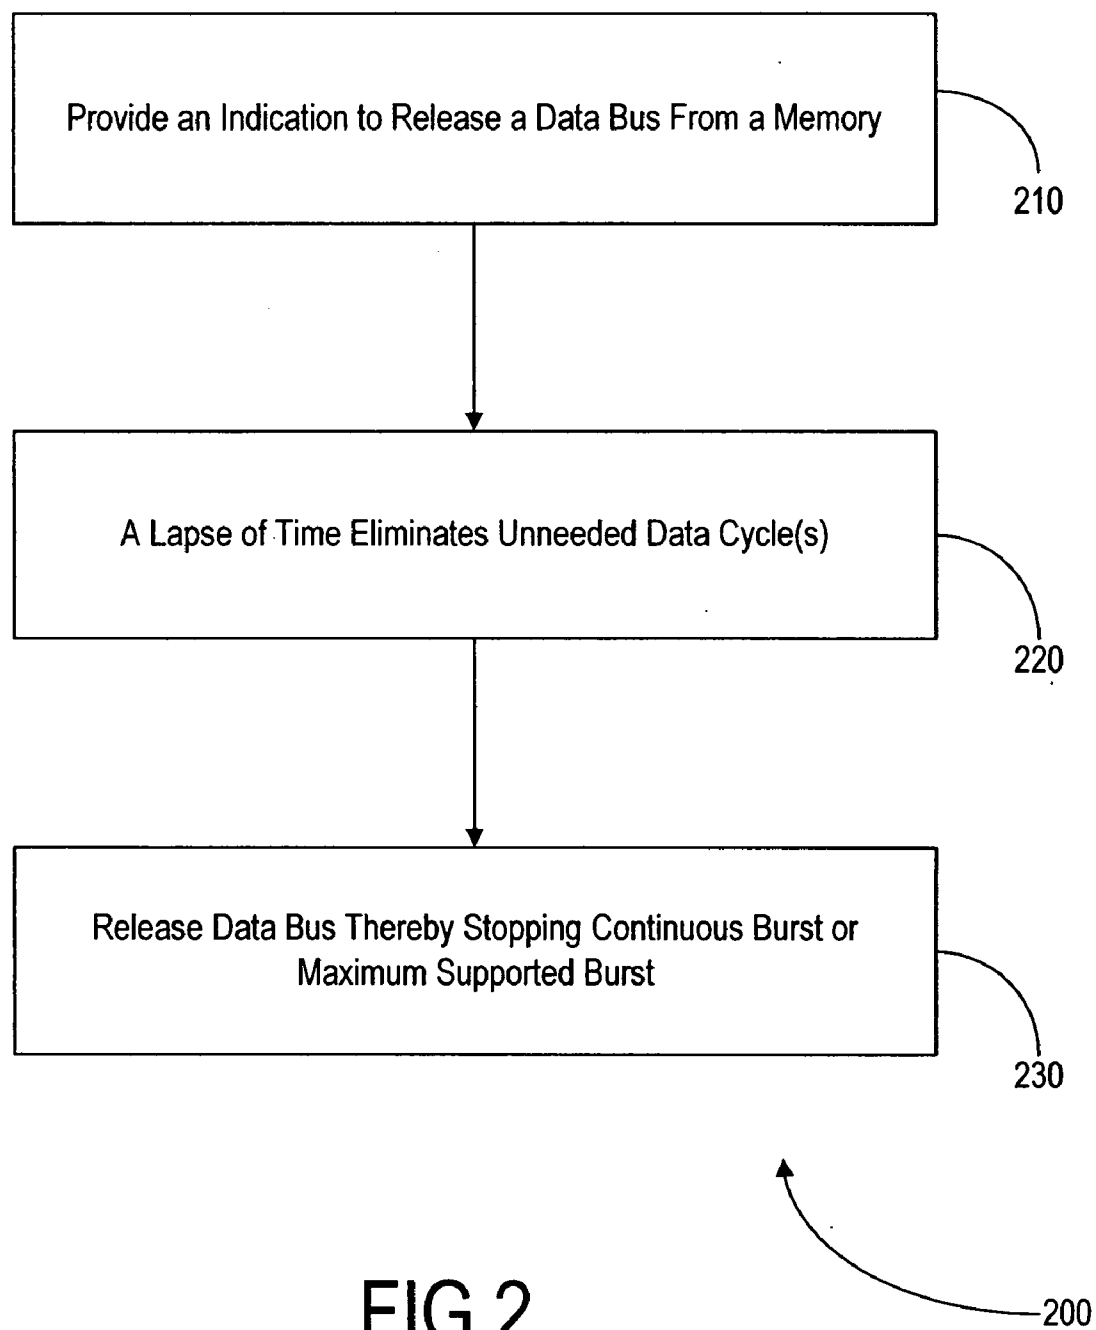 Provide an Indication to Release a Data Bus From a Memory
210
A Lapse of Time Eliminates Unneeded Data Cycle(s)
220
Release Data Bus Thereby Stopping Continuous Burst or
Maximum Supported Burst
230
200
FIG 2